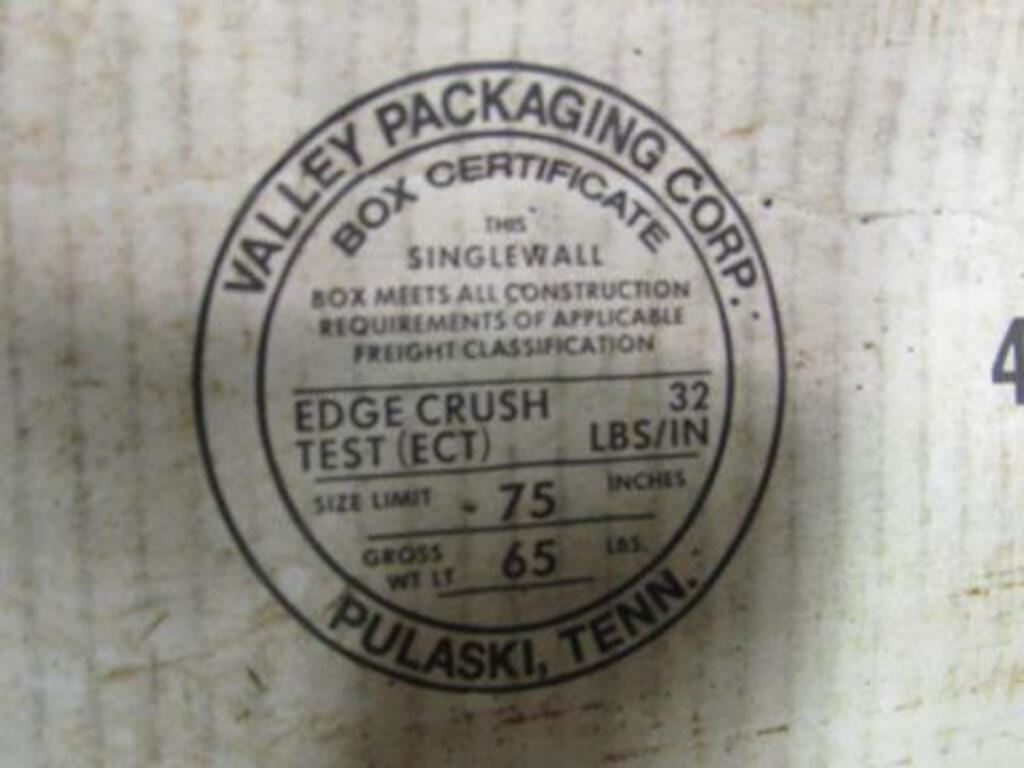 VALLEY PACKAGING CORP.
BOX CERTIFICATE
THIS
SINGLEWALL
BOX MEETS ALL CONSTRUCTION
REQUIREMENTS OF APPLICABLE
FREIGHT CLASSIFICATION
EDGE CRUSH TEST (ECT) 32 LBS/IN
SIZE LIMIT 75 INCHES
GROSS WT LT 65 LBS.
PULASKI, TENN.
4